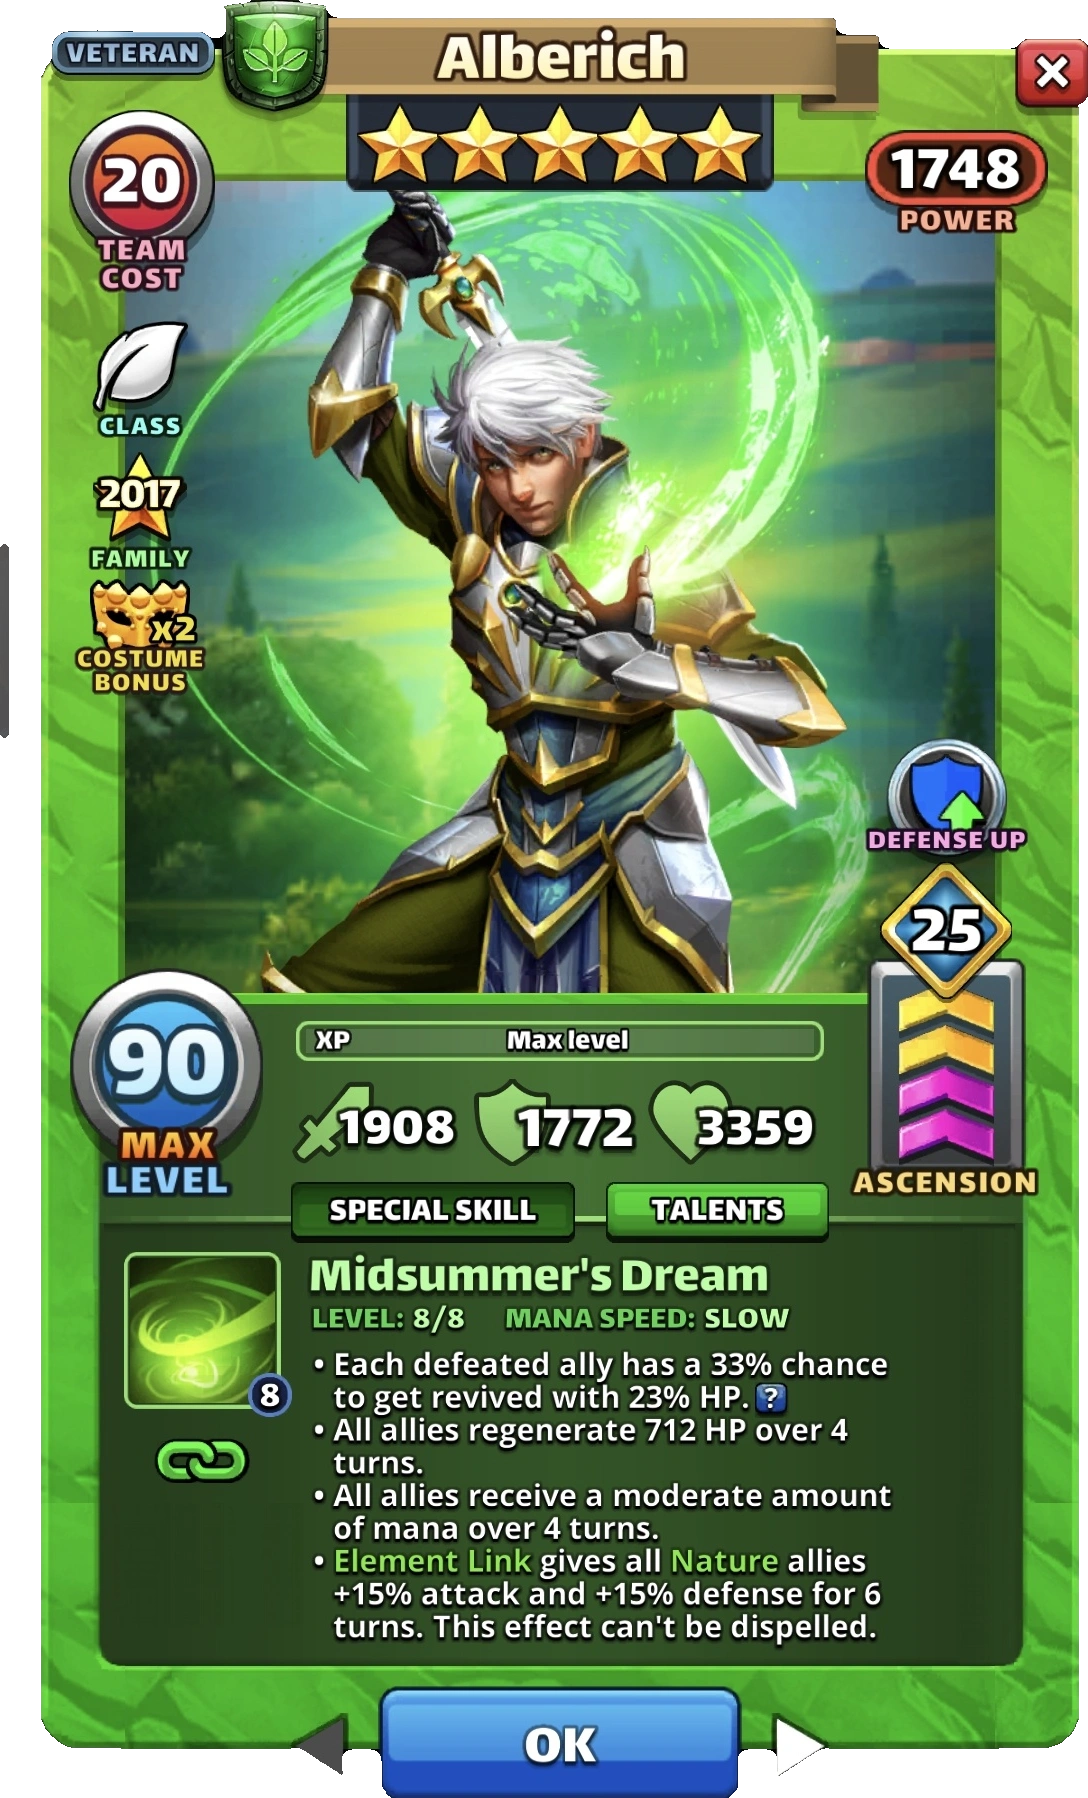 VETERAN
Alberich
20
TEAM
COST
1748
POWER
CLASS
2017
FAMILY
x2
COSTUME
BONUS
DEFENSE UP
25
ASCENSION
90
MAX
LEVEL
XP Max level
1908 1772 3359
SPECIAL SKILL TALENTS
Midsummer's Dream
LEVEL: 8/8 MANA SPEED: SLOW
8
• Each defeated ally has a 33% chance
to get revived with 23% HP. ?
• All allies regenerate 712 HP over 4
turns.
• All allies receive a moderate amount
of mana over 4 turns.
• Element Link gives all Nature allies
+15% attack and +15% defense for 6
turns. This effect can't be dispelled.
OK